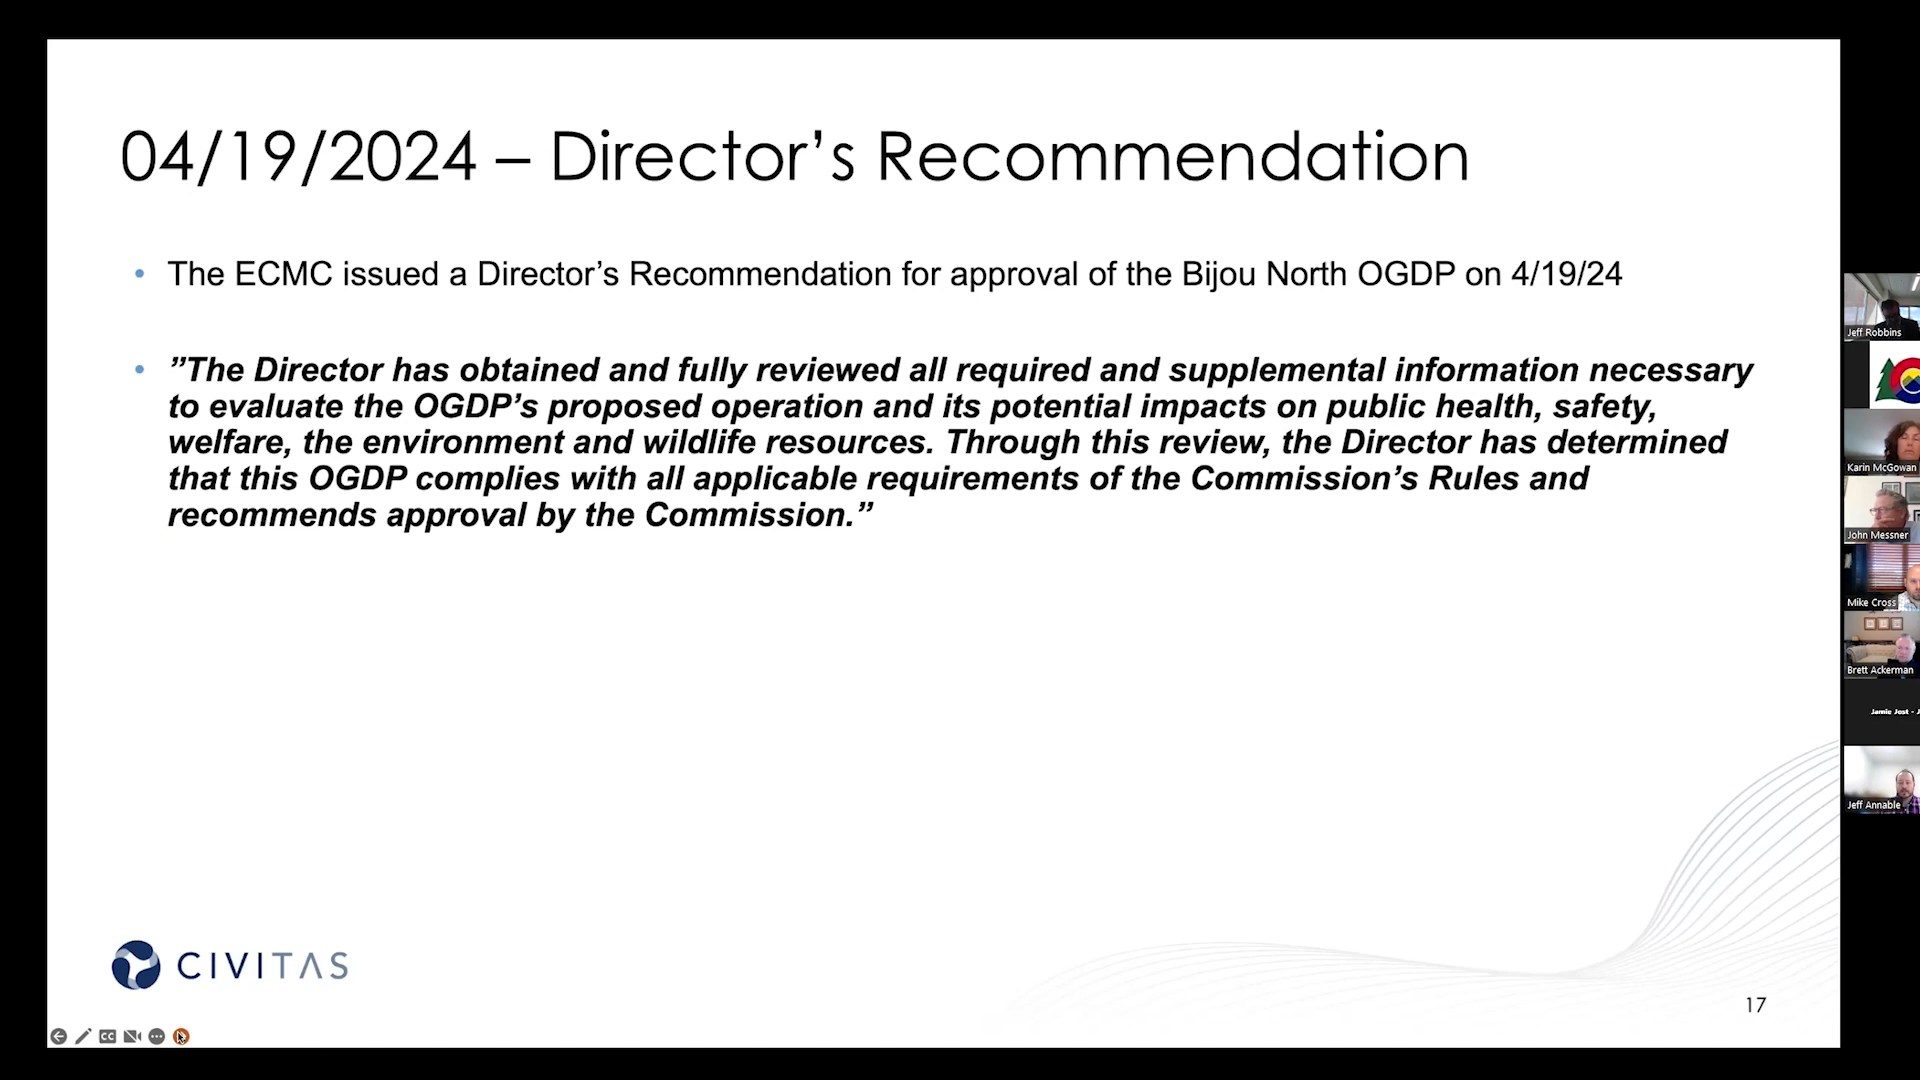 04/19/2024 – Director’s Recommendation
• The ECMC issued a Director’s Recommendation for approval of the Bijou North OGDP on 4/19/24
• ”The Director has obtained and fully reviewed all required and supplemental information necessary
to evaluate the OGDP’s proposed operation and its potential impacts on public health, safety,
welfare, the environment and wildlife resources. Through this review, the Director has determined
that this OGDP complies with all applicable requirements of the Commission’s Rules and
recommends approval by the Commission.”
CIVITAS
17
CC
Jeff Robbins
Karin McGowan
John Messner
Mike Cross
Brett Ackerman
Jamie Jost - J
Jeff Annable